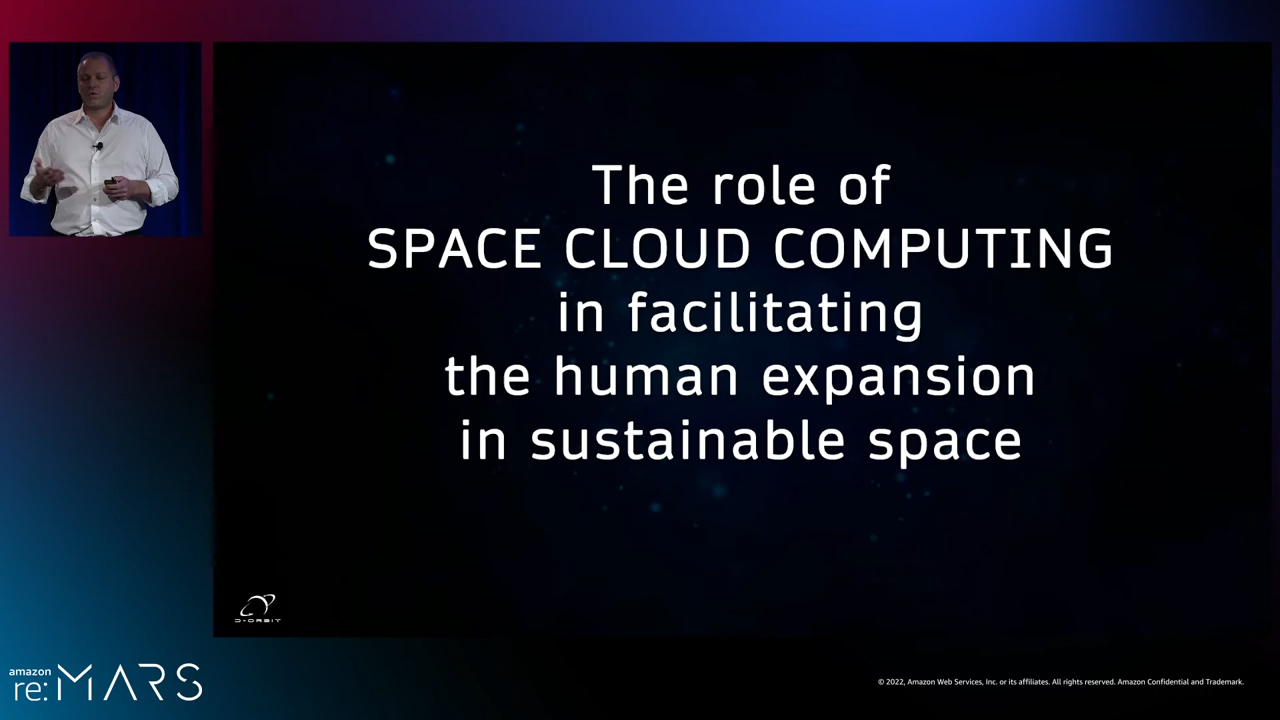 The role of
SPACE CLOUD COMPUTING
in facilitating
the human expansion
in sustainable space
D-ORBIT
amazon
re:MARS
© 2022, Amazon Web Services, Inc. or its affiliates. All rights reserved. Amazon Confidential and Trademark.